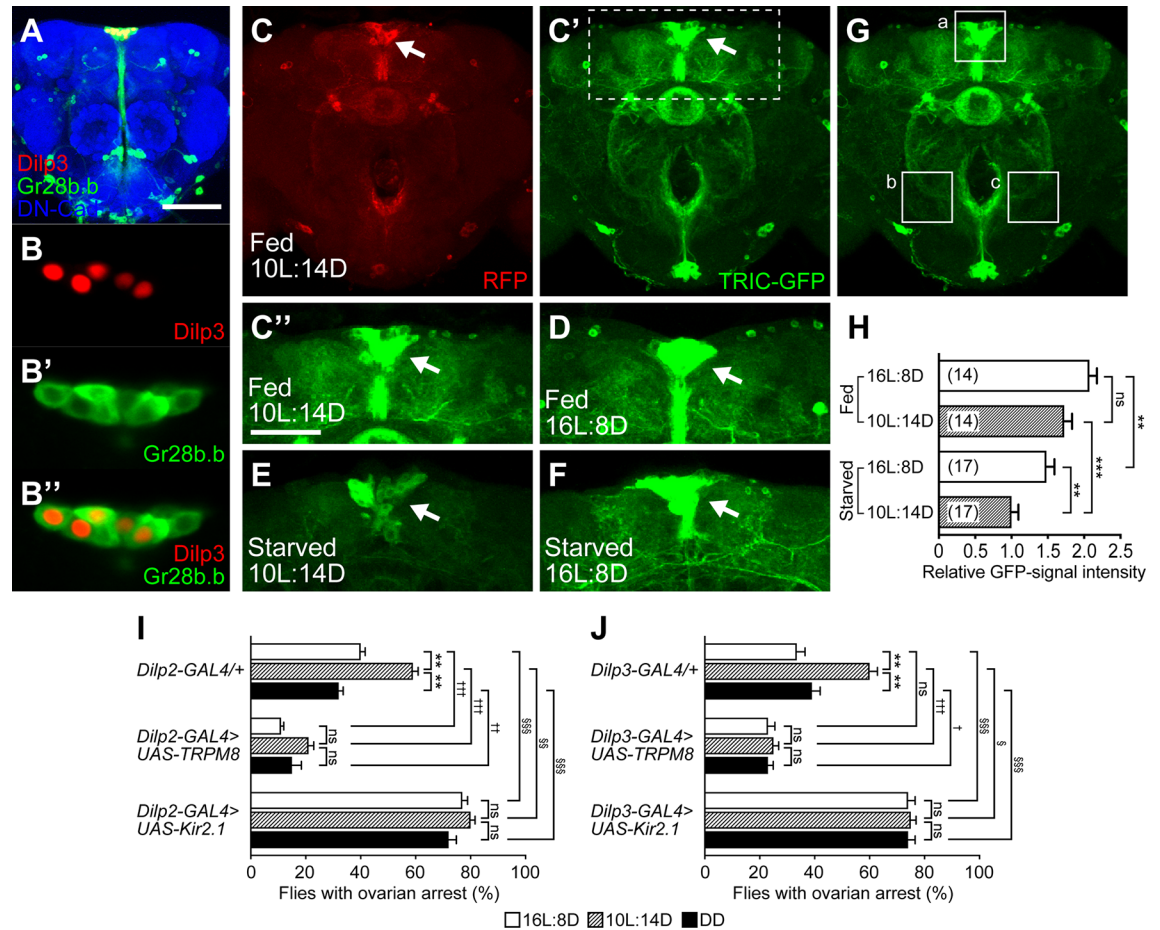 A
Dilp3
Gr28b.b
DN-Ca
B
Dilp3
B'
Gr28b.b
B''
Dilp3
Gr28b.b
C
Fed
10L:14D
RFP
C'
TRIC-GFP
G
a
b
c
C''
Fed
10L:14D
D
Fed
16L:8D
E
Starved
10L:14D
F
Starved
16L:8D
H
Fed
16L:8D
(14)
10L:14D
(14)
Starved
16L:8D
(17)
10L:14D
(17)
ns
**
***
**
0 0.5 1.0 1.5 2.0 2.5
Relative GFP-signal intensity
I
Dilp2-GAL4/+
** **
Dilp2-GAL4>
UAS-TRPM8
ns ns
Dilp2-GAL4>
UAS-Kir2.1
ns ns
††† ††† ††
§§§ §§ §§§
0 20 40 60 80 100
Flies with ovarian arrest (%)
J
Dilp3-GAL4/+
** **
Dilp3-GAL4>
UAS-TRPM8
ns ns
Dilp3-GAL4>
UAS-Kir2.1
ns ns
ns ††† †
§§§ § §§§
0 20 40 60 80 100
Flies with ovarian arrest (%)
16L:8D 10L:14D DD